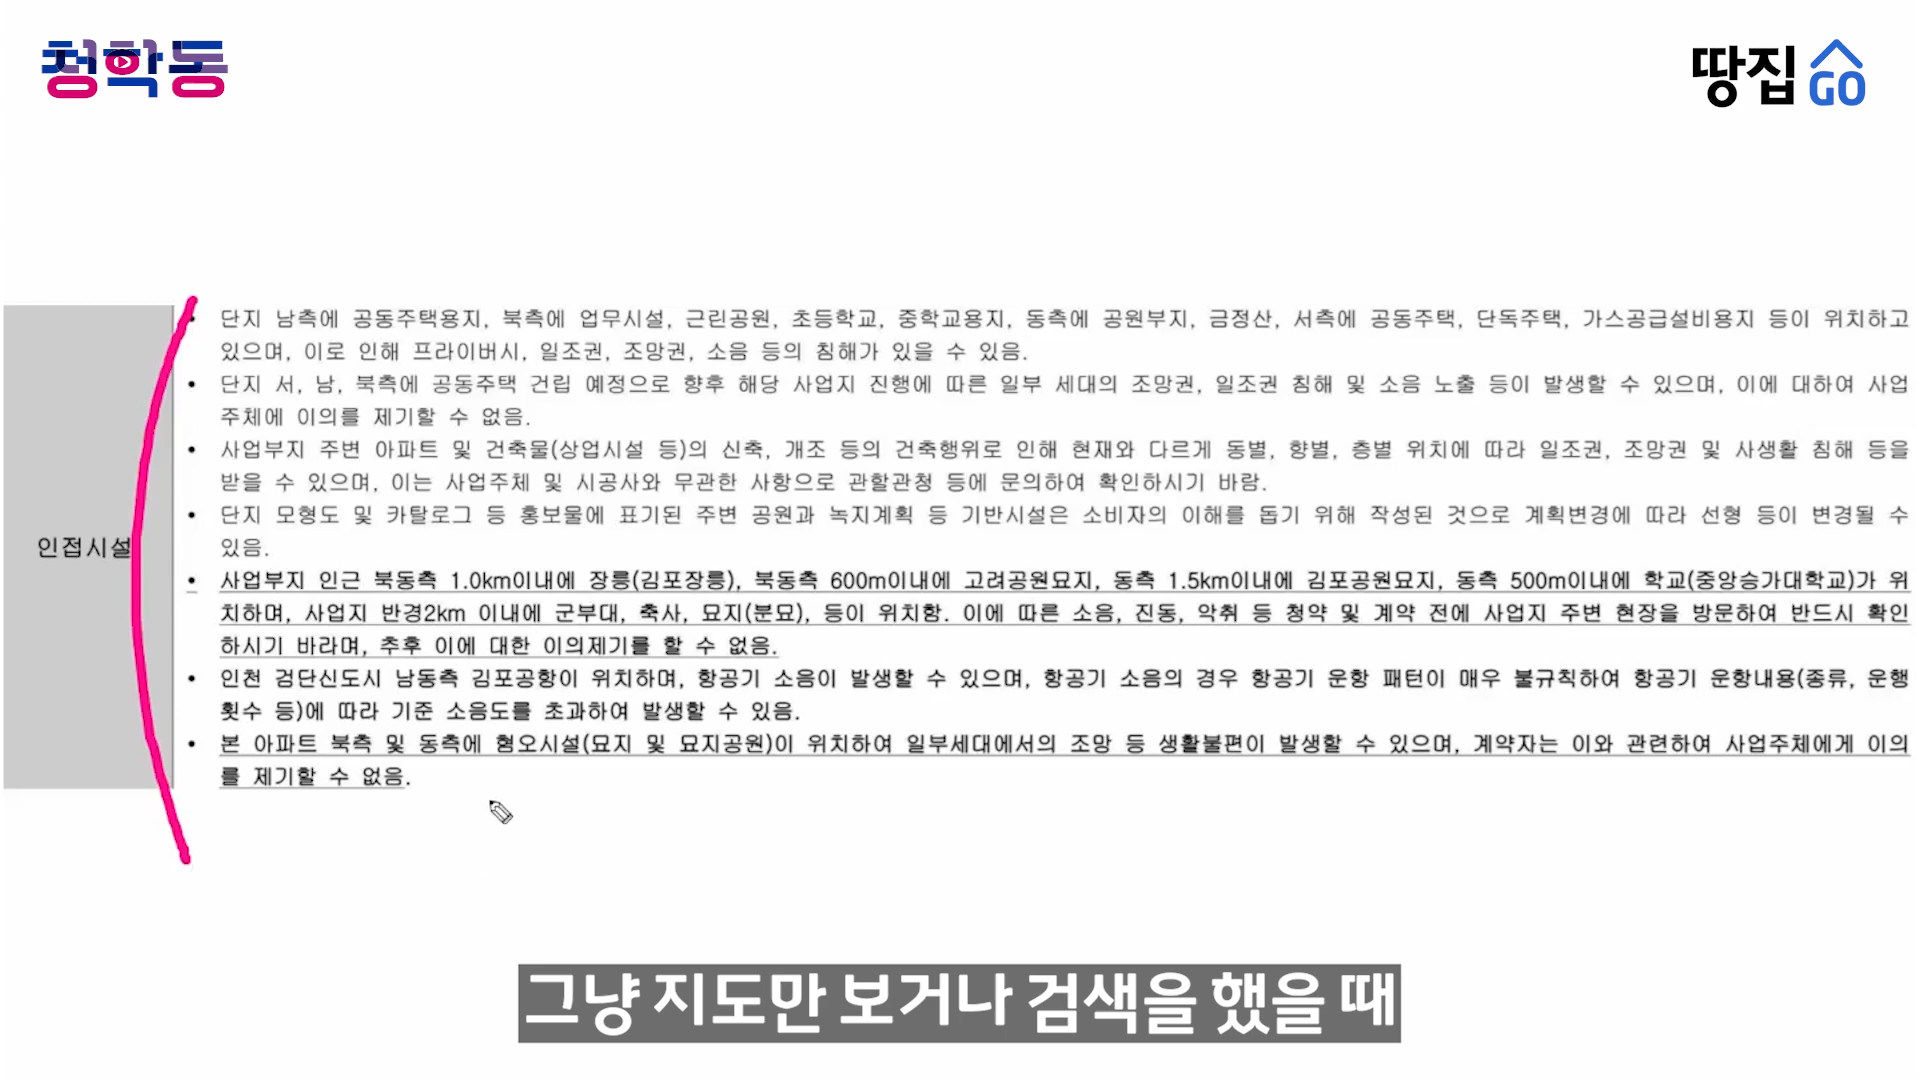 청학동
땅집GO
• 단지 남측에 공동주택용지, 북측에 업무시설, 근린공원, 초등학교, 중학교용지, 동측에 공원부지, 금정산, 서측에 공동주택, 단독주택, 가스공급설비용지 등이 위치하고
있으며, 이로 인해 프라이버시, 일조권, 조망권, 소음 등의 침해가 있을 수 있음.
• 단지 서, 남, 북측에 공동주택 건립 예정으로 향후 해당 사업지 진행에 따른 일부 세대의 조망권, 일조권 침해 및 소음 노출 등이 발생할 수 있으며, 이에 대하여 사업
주체에 이의를 제기할 수 없음.
• 사업부지 주변 아파트 및 건축물(상업시설 등)의 신축, 개조 등의 건축행위로 인해 현재와 다르게 동별, 향별, 층별 위치에 따라 일조권, 조망권 및 사생활 침해 등을
받을 수 있으며, 이는 사업주체 및 시공사와 무관한 사항으로 관할관청 등에 문의하여 확인하시기 바람.
• 단지 모형도 및 카탈로그 등 홍보물에 표기된 주변 공원과 녹지계획 등 기반시설은 소비자의 이해를 돕기 위해 작성된 것으로 계획변경에 따라 선형 등이 변경될 수
인접시설
있음.
• 사업부지 인근 북동측 1.0km이내에 장릉(김포장릉), 북동측 600m이내에 고려공원묘지, 동측 1.5km이내에 김포공원묘지, 동측 500m이내에 학교(중앙승가대학교)가 위
치하며, 사업지 반경2km 이내에 군부대, 축사, 묘지(분묘), 등이 위치함. 이에 따른 소음, 진동, 악취 등 청약 및 계약 전에 사업지 주변 현장을 방문하여 반드시 확인
하시기 바라며, 추후 이에 대한 이의제기를 할 수 없음.
• 인천 검단신도시 남동측 김포공항이 위치하며, 항공기 소음이 발생할 수 있으며, 항공기 소음의 경우 항공기 운항 패턴이 매우 불규칙하여 항공기 운항내용(종류, 운행
횟수 등)에 따라 기준 소음도를 초과하여 발생할 수 있음.
• 본 아파트 북측 및 동측에 혐오시설(묘지 및 묘지공원)이 위치하여 일부세대에서의 조망 등 생활불편이 발생할 수 있으며, 계약자는 이와 관련하여 사업주체에게 이의
를 제기할 수 없음.
그냥 지도만 보거나 검색을 했을 때